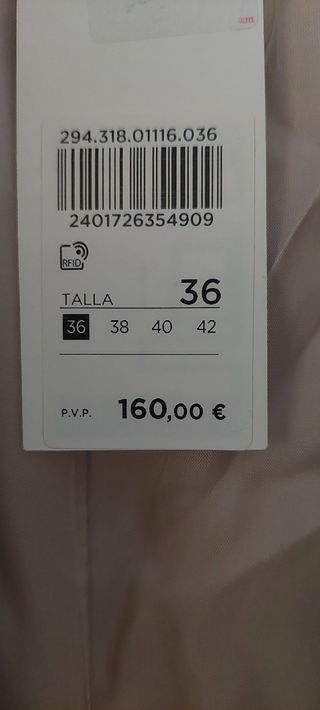 294.318.01116.036
2401726354909
RFID
TALLA 36
36 38 40 42
P.V.P. 160,00 €